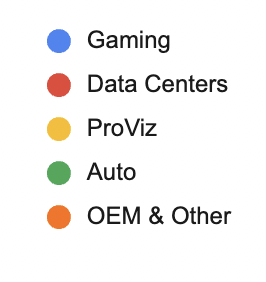 Gaming
Data Centers
ProViz
Auto
OEM & Other